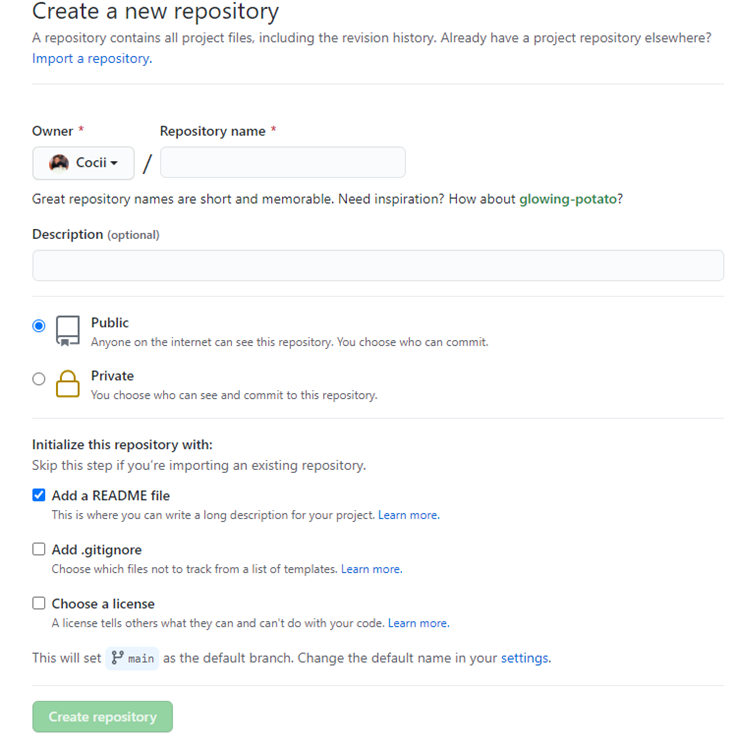 Create a new repository
A repository contains all project files, including the revision history. Already have a project repository elsewhere?
Import a repository.
Owner * Repository name *
Cocii /
Great repository names are short and memorable. Need inspiration? How about glowing-potato?
Description (optional)
Public
Anyone on the internet can see this repository. You choose who can commit.
Private
You choose who can see and commit to this repository.
Initialize this repository with:
Skip this step if you're importing an existing repository.
Add a README file
This is where you can write a long description for your project. Learn more.
Add .gitignore
Choose which files not to track from a list of templates. Learn more.
Choose a license
A license tells others what they can and can't do with your code. Learn more.
This will set main as the default branch. Change the default name in your settings.
Create repository